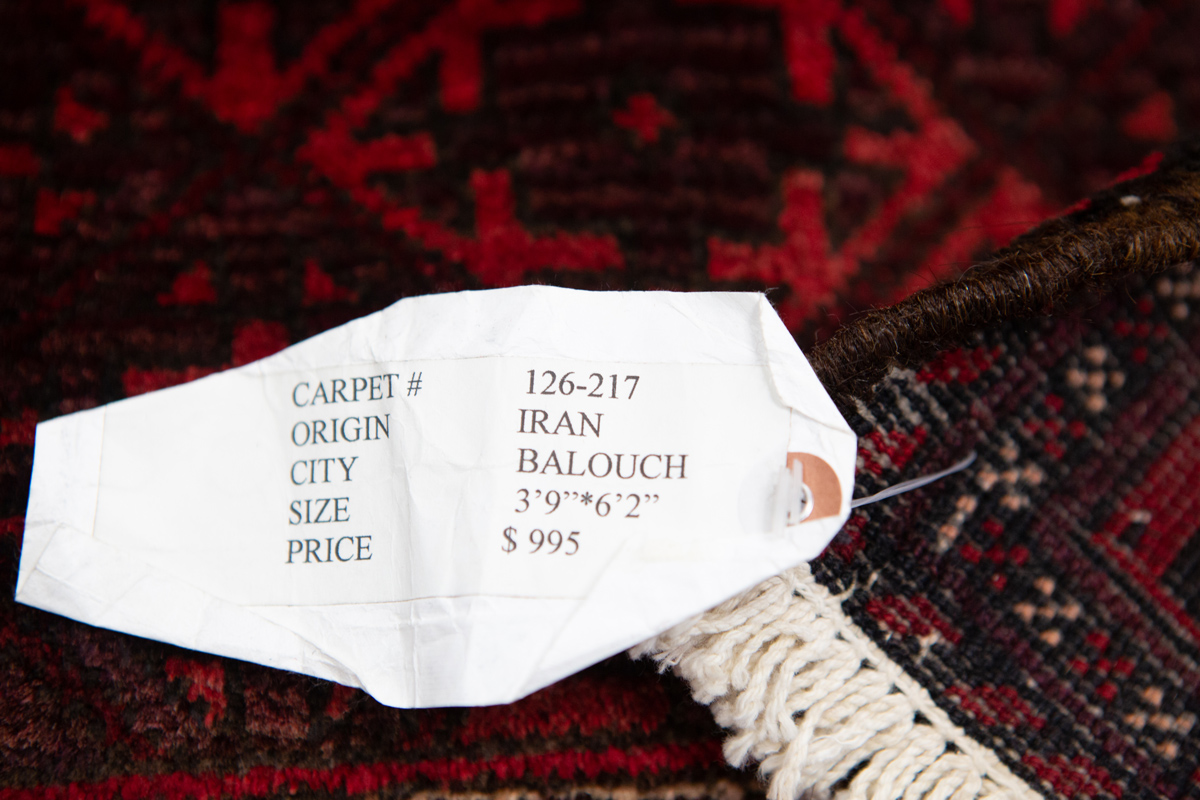 CARPET # 126-217
ORIGIN IRAN
CITY BALOUCH
SIZE 3’9”*6’2”
PRICE $ 995